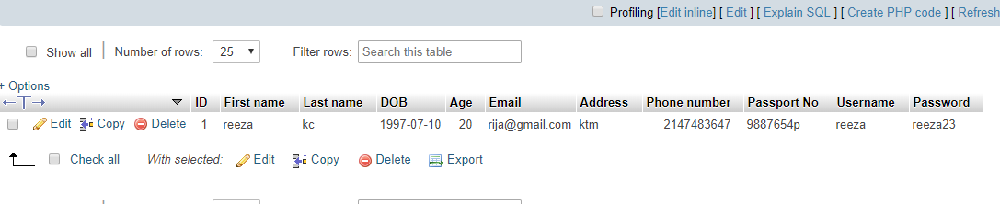 Profiling [Edit inline] [ Edit ] [ Explain SQL ] [ Create PHP code ] [ Refresh
Show all Number of rows: 25 Filter rows: Search this table
+ Options
ID First name Last name DOB Age Email Address Phone number Passport No Username Password
Edit Copy Delete 1 reeza kc 1997-07-10 20 rija@gmail.com ktm 2147483647 9887654p reeza reeza23
Check all With selected: Edit Copy Delete Export